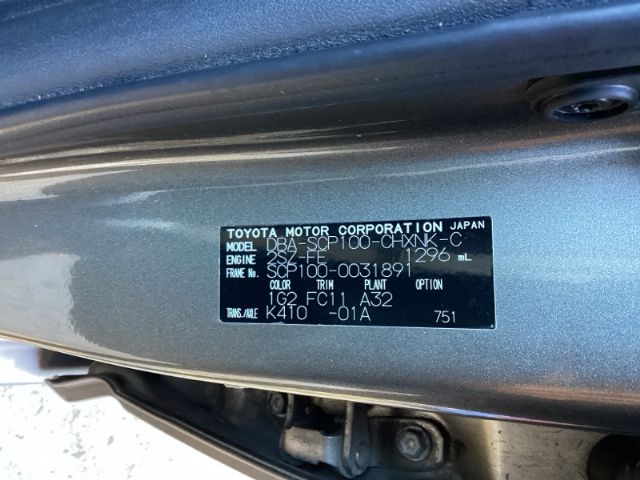 TOYOTA MOTOR CORPORATION JAPAN
MODEL DBA-SCP100-CHXNK-C
ENGINE 2SZ-FE 1296 mL
FRAME No. SCP100-0031891
COLOR TRIM PLANT OPTION
1G2 FC11 A32
TRANS./AXLE K410 -01A 751